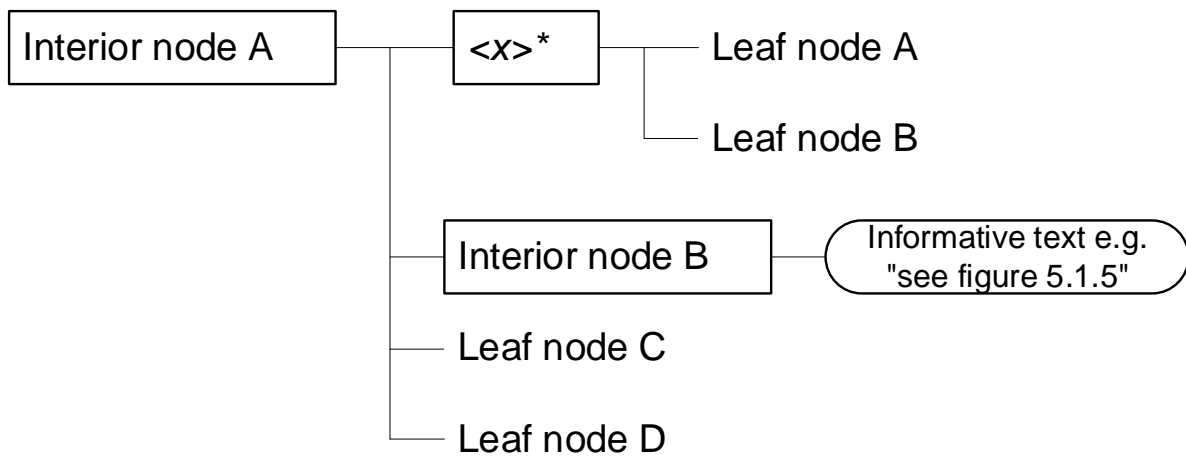 Interior node A
<x>*
Leaf node A
Leaf node B
Interior node B
Informative text e.g.
"see figure 5.1.5"
Leaf node C
Leaf node D